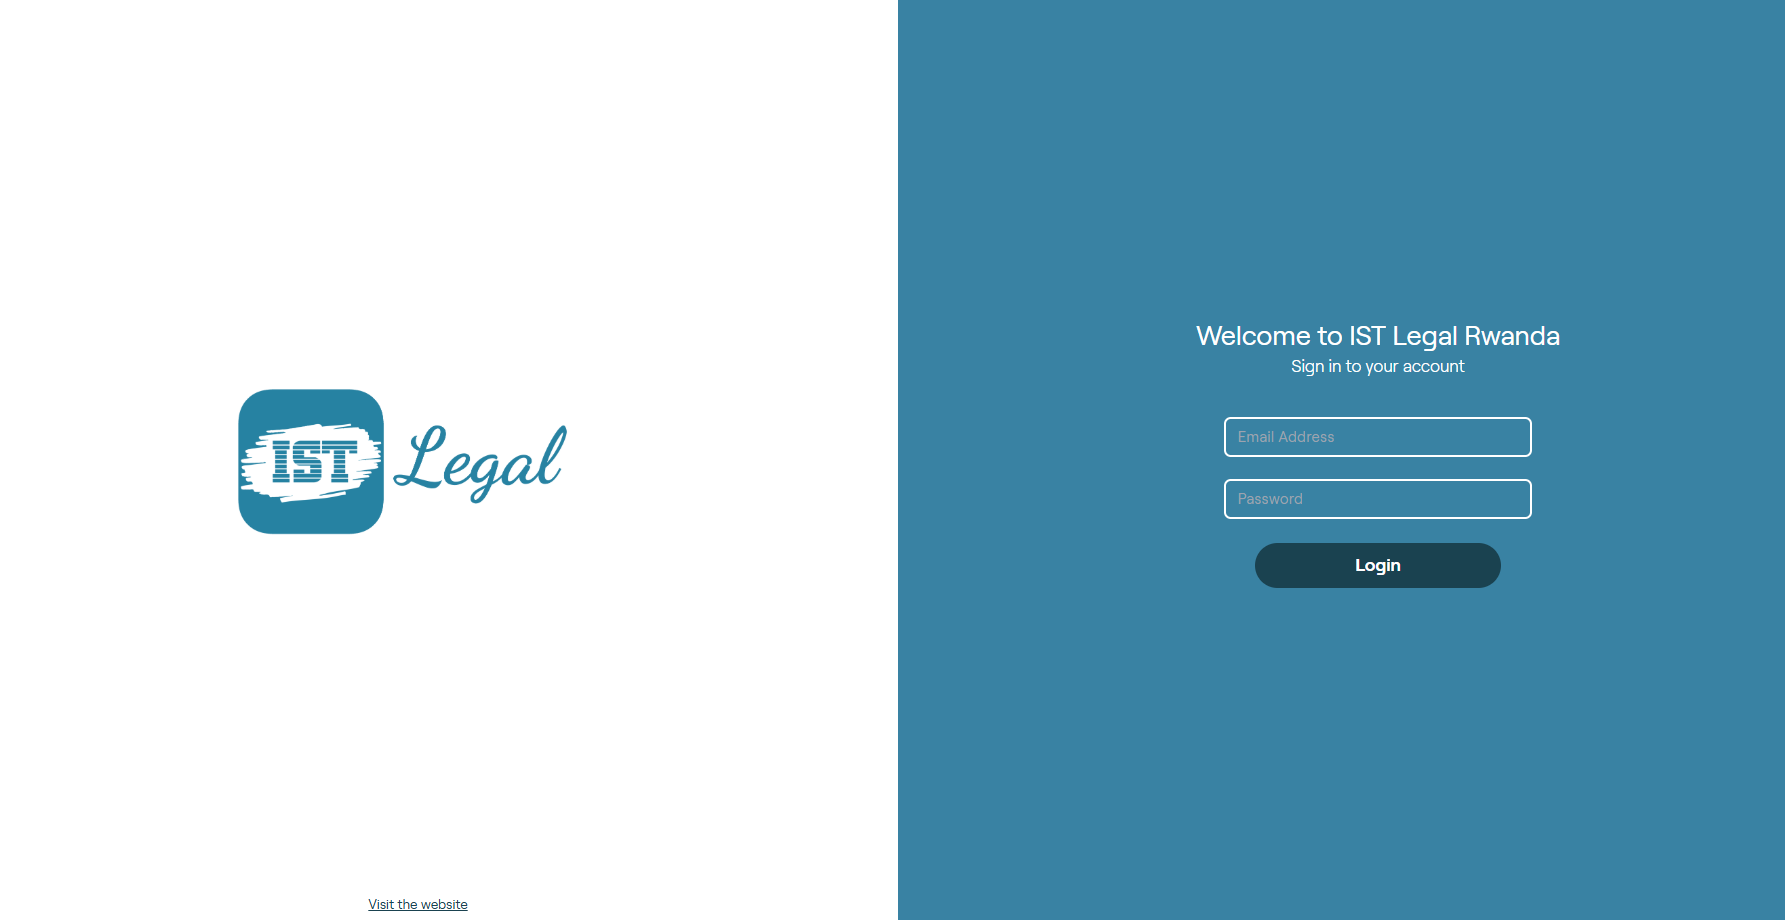 IST Legal
Visit the website
Welcome to IST Legal Rwanda
Sign in to your account
Email Address
Password
Login